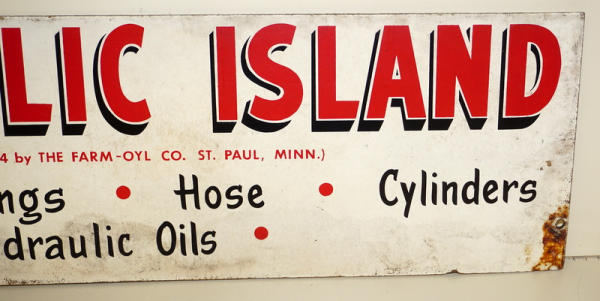 LIC ISLAND
4 by THE FARM-OYL CO. ST. PAUL, MINN.)
ngs • Hose • Cylinders
draulic Oils •